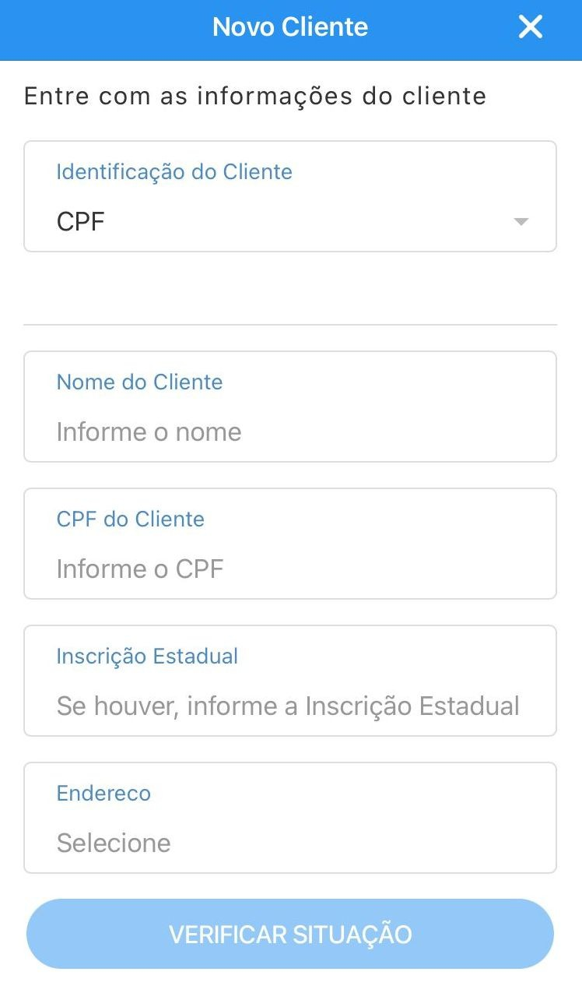 Novo Cliente
Entre com as informações do cliente
Identificação do Cliente
CPF
Nome do Cliente
Informe o nome
CPF do Cliente
Informe o CPF
Inscrição Estadual
Se houver, informe a Inscrição Estadual
Endereco
Selecione
VERIFICAR SITUAÇÃO